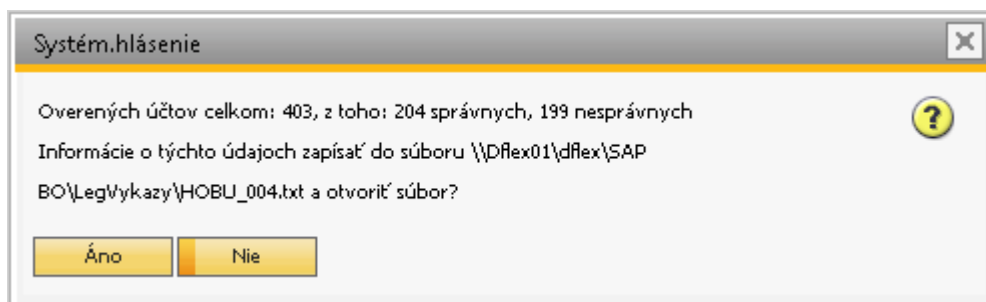 Systém.hlásenie
Overených účtov celkom: 403, z toho: 204 správnych, 199 nesprávnych
Informácie o týchto údajoch zapísať do súboru \\Dflex01\dflex\SAP
BO\LegVykazy\HOBU_004.txt a otvoriť súbor?
Áno Nie